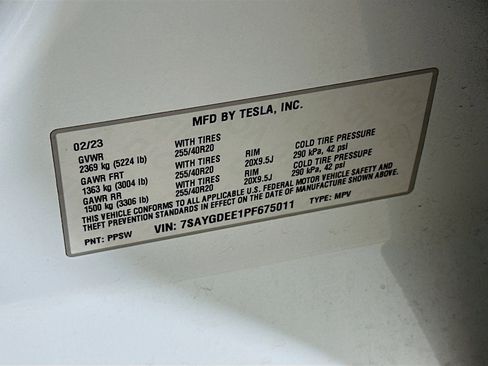 MFD BY TESLA, INC.
02/23
GVWR WITH TIRES RIM COLD TIRE PRESSURE
2369 kg (5224 lb) 255/40R20 20X9.5J 290 kPa, 42 psi
GAWR FRT WITH TIRES
1363 kg (3004 lb) 255/40R20
GAWR RR WITH TIRES RIM COLD TIRE PRESSURE
1500 kg (3306 lb) 255/40R20 20X9.5J 290 kPa, 42 psi
THIS VEHICLE CONFORMS TO ALL APPLICABLE U.S. FEDERAL MOTOR VEHICLE SAFETY AND
THEFT PREVENTION STANDARDS IN EFFECT ON THE DATE OF MANUFACTURE SHOWN ABOVE.
PNT: PPSW VIN: 7SAYGDEE1PF675011 TYPE: MPV